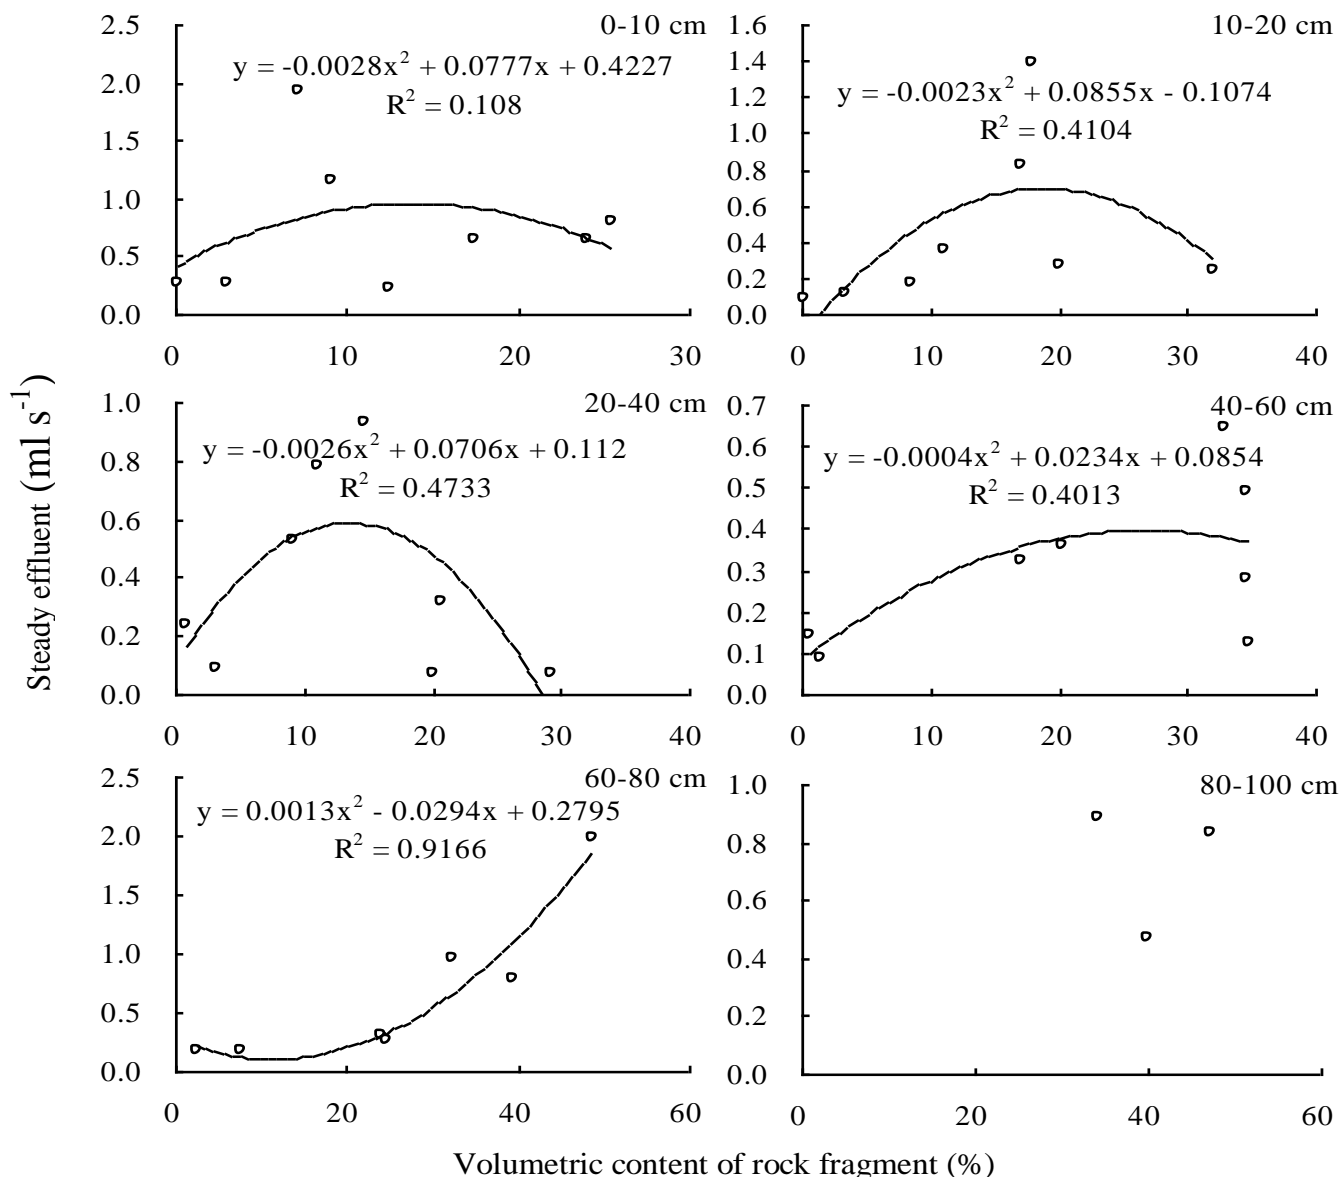 0-10 cm
y = -0.0028x² + 0.0777x + 0.4227
R² = 0.108
2.5
2.0
1.5
1.0
0.5
0.0
0 10 20 30
10-20 cm
y = -0.0023x² + 0.0855x - 0.1074
R² = 0.4104
1.6
1.4
1.2
1.0
0.8
0.6
0.4
0.2
0.0
0 10 20 30 40
Steady effluent (ml s⁻¹)
20-40 cm
y = -0.0026x² + 0.0706x + 0.112
R² = 0.4733
1.0
0.8
0.6
0.4
0.2
0.0
0 10 20 30 40
40-60 cm
y = -0.0004x² + 0.0234x + 0.0854
R² = 0.4013
0.7
0.6
0.5
0.4
0.3
0.2
0.1
0.0
0 10 20 30 40
60-80 cm
y = 0.0013x² - 0.0294x + 0.2795
R² = 0.9166
2.5
2.0
1.5
1.0
0.5
0.0
0 20 40 60
80-100 cm
1.0
0.8
0.6
0.4
0.2
0.0
0 20 40 60
Volumetric content of rock fragment (%)